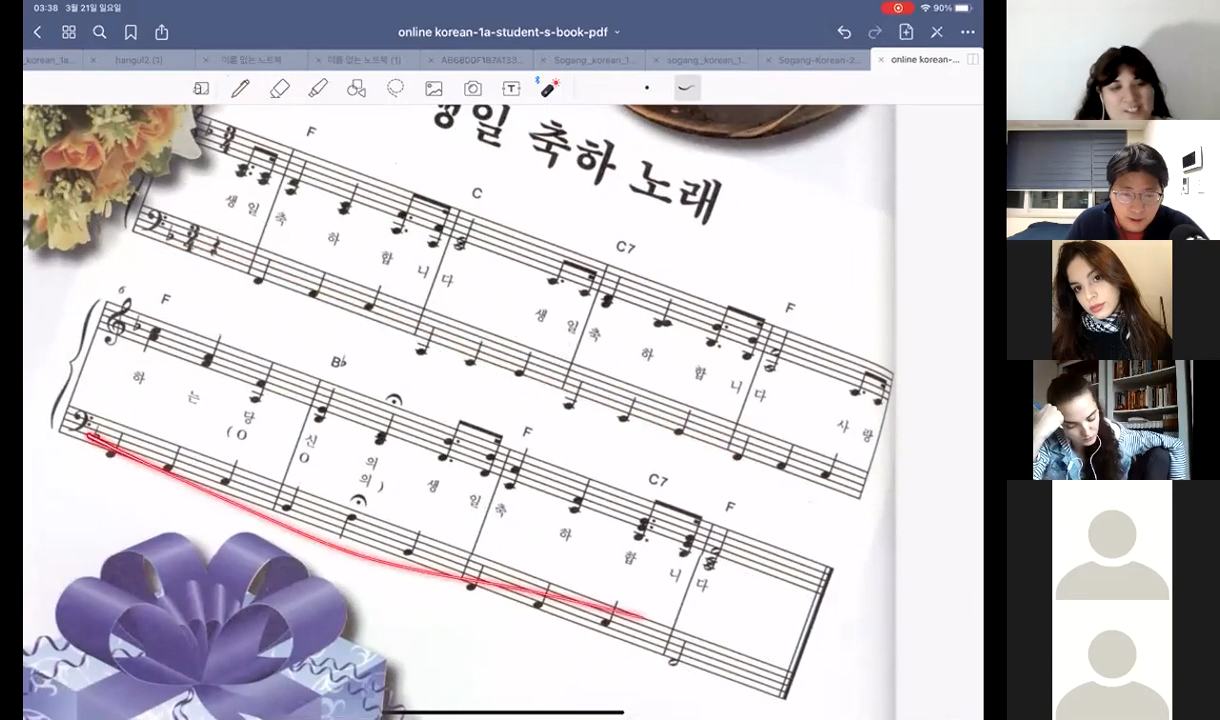 03:38 3월 21일 일요일 90%
online korean-1a-student-s-book-pdf
_korean_1a... hangul2 (1) 이름 없는 노트북 이름 없는 노트북 (1) Sogang_korean_1... sogang_korean_1... Sogang-Korean-2... online korean-...
생일 축하 노래
F C C7 F
생 일 축 하 합 니 다 생 일 축 하 합 니 다 사 랑
6 F B♭ F C7 F
하 는 당 신 의 생 일 축 하 합 니 다
(O O 의)